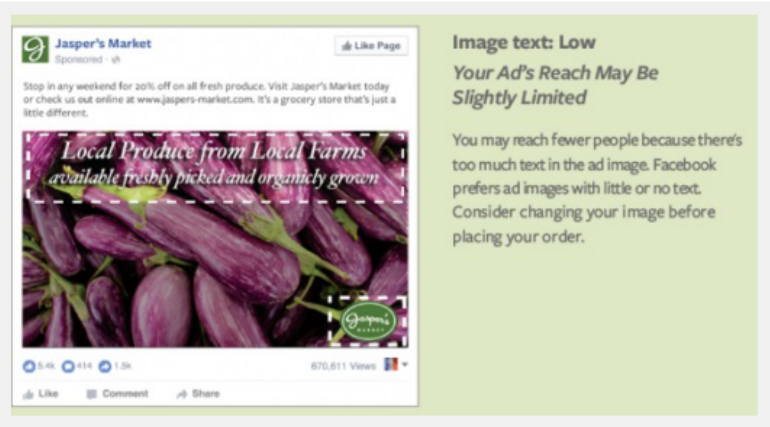 Jasper's Market
Like Page
Sponsored ·
Stop in any weekend for 20% off on all fresh produce. Visit Jasper's Market today
or check us out online at www.jaspers-market.com. It's a grocery store that's just a
little different.
Local Produce from Local Farms
available freshly picked and organicly grown
Jasper's
MARKET
5.4k 414 1.5k
670,611 Views
Like Comment Share
Image text: Low
Your Ad's Reach May Be
Slightly Limited
You may reach fewer people because there's
too much text in the ad image. Facebook
prefers ad images with little or no text.
Consider changing your image before
placing your order.